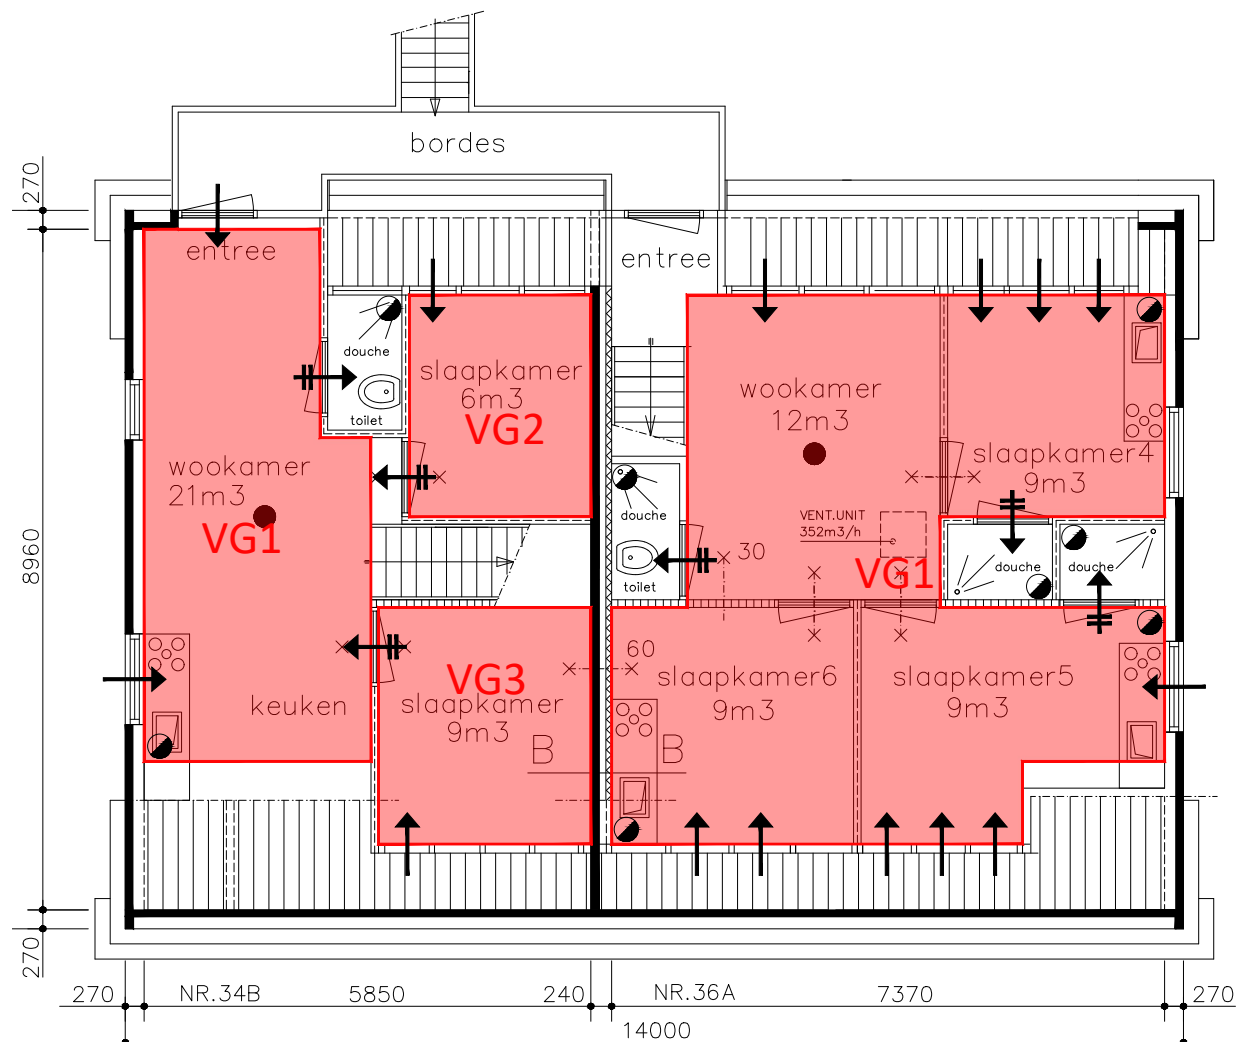 bordes
270
entree
entree
douche
slaapkamer
6m3
VG2
toilet
wookamer
21m3
VG1
wookamer
12m3
slaapkamer4
9m3
douche
VENT.UNIT
352m3/h
30
VG1
toilet
douche
douche
8960
60
VG3
slaapkamer
9m3
keuken
slaapkamer6
9m3
slaapkamer5
9m3
B
B
270
270
NR.34B
5850
240
NR.36A
7370
270
14000